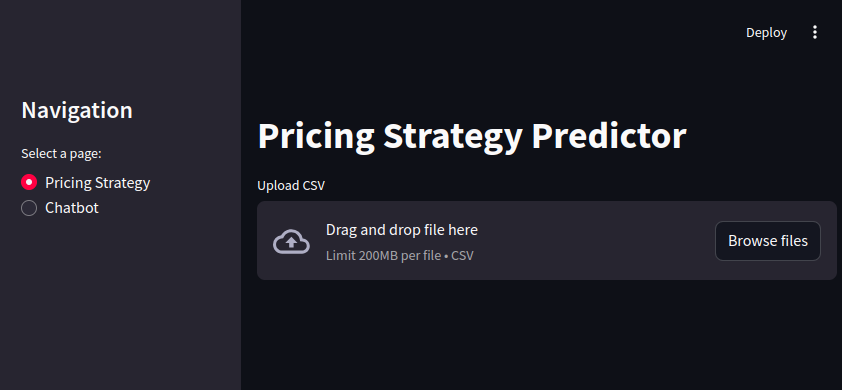 Deploy
Navigation
Select a page:
Pricing Strategy
Chatbot
Pricing Strategy Predictor
Upload CSV
Drag and drop file here
Limit 200MB per file • CSV
Browse files